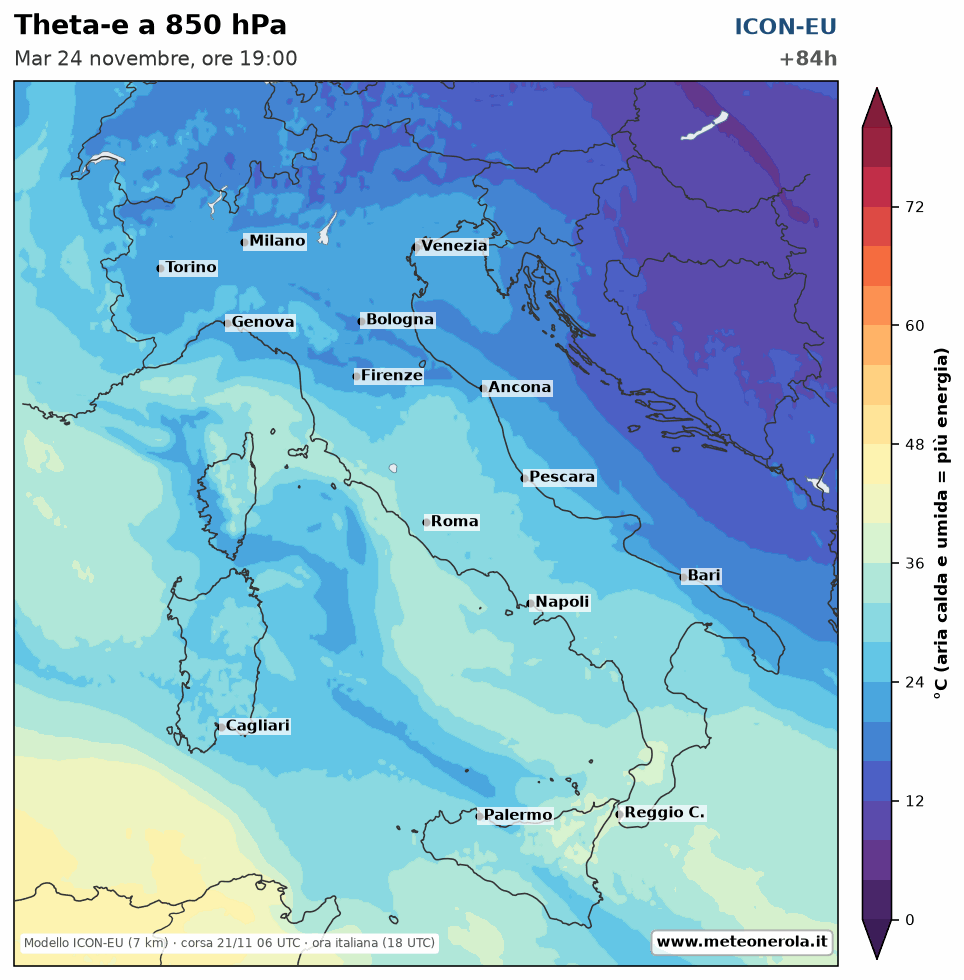 Theta-e a 850 hPa
ICON-EU
Mar 24 novembre, ore 19:00
+84h
Milano
Venezia
Torino
Genova
Bologna
Firenze
Ancona
Pescara
Roma
Bari
Napoli
Cagliari
Palermo
Reggio C.
72
60
48
36
24
12
0
°C (aria calda e umida = più energia)
Modello ICON-EU (7 km) · corsa 21/11 06 UTC · ora italiana (18 UTC)
www.meteonerola.it